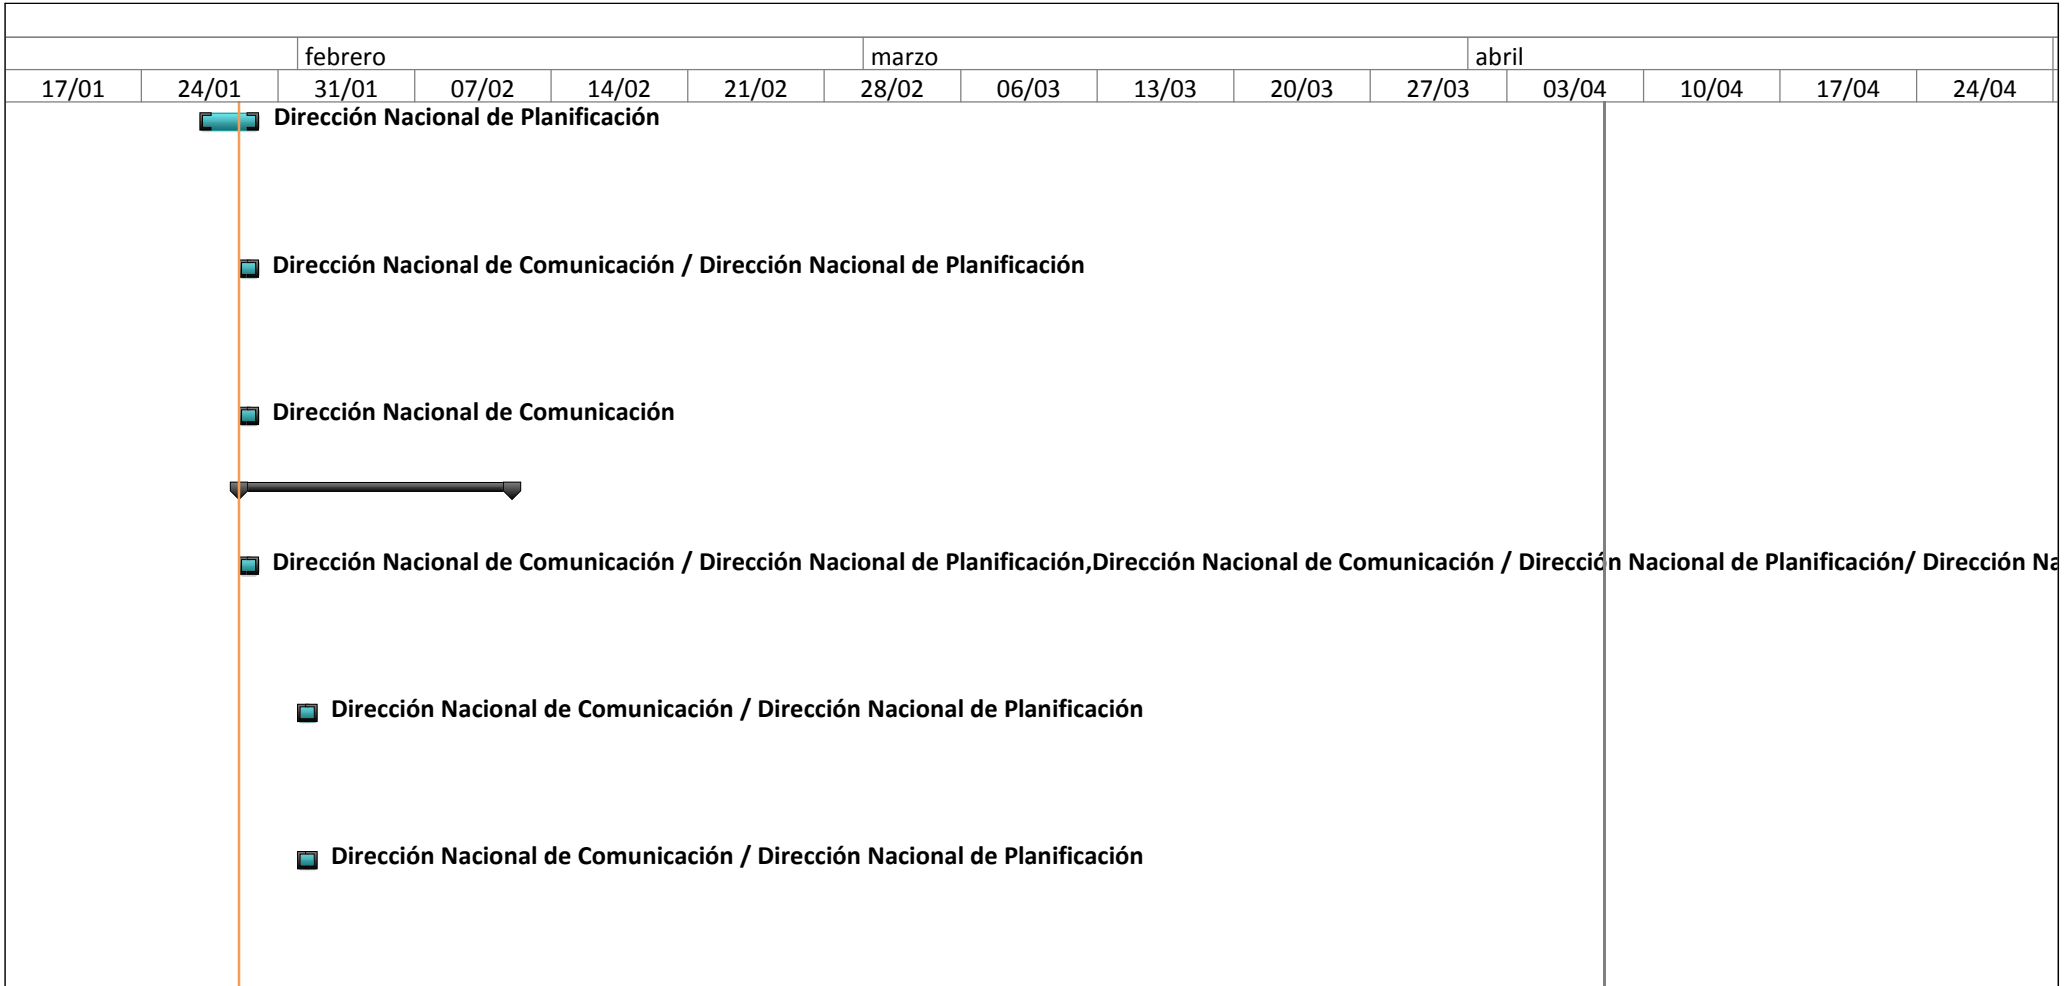 febrero marzo abril
17/01 24/01 31/01 07/02 14/02 21/02 28/02 06/03 13/03 20/03 27/03 03/04 10/04 17/04 24/04
Dirección Nacional de Planificación
Dirección Nacional de Comunicación / Dirección Nacional de Planificación
Dirección Nacional de Comunicación
Dirección Nacional de Comunicación / Dirección Nacional de Planificación,Dirección Nacional de Comunicación / Dirección Nacional de Planificación/ Dirección Na
Dirección Nacional de Comunicación / Dirección Nacional de Planificación
Dirección Nacional de Comunicación / Dirección Nacional de Planificación